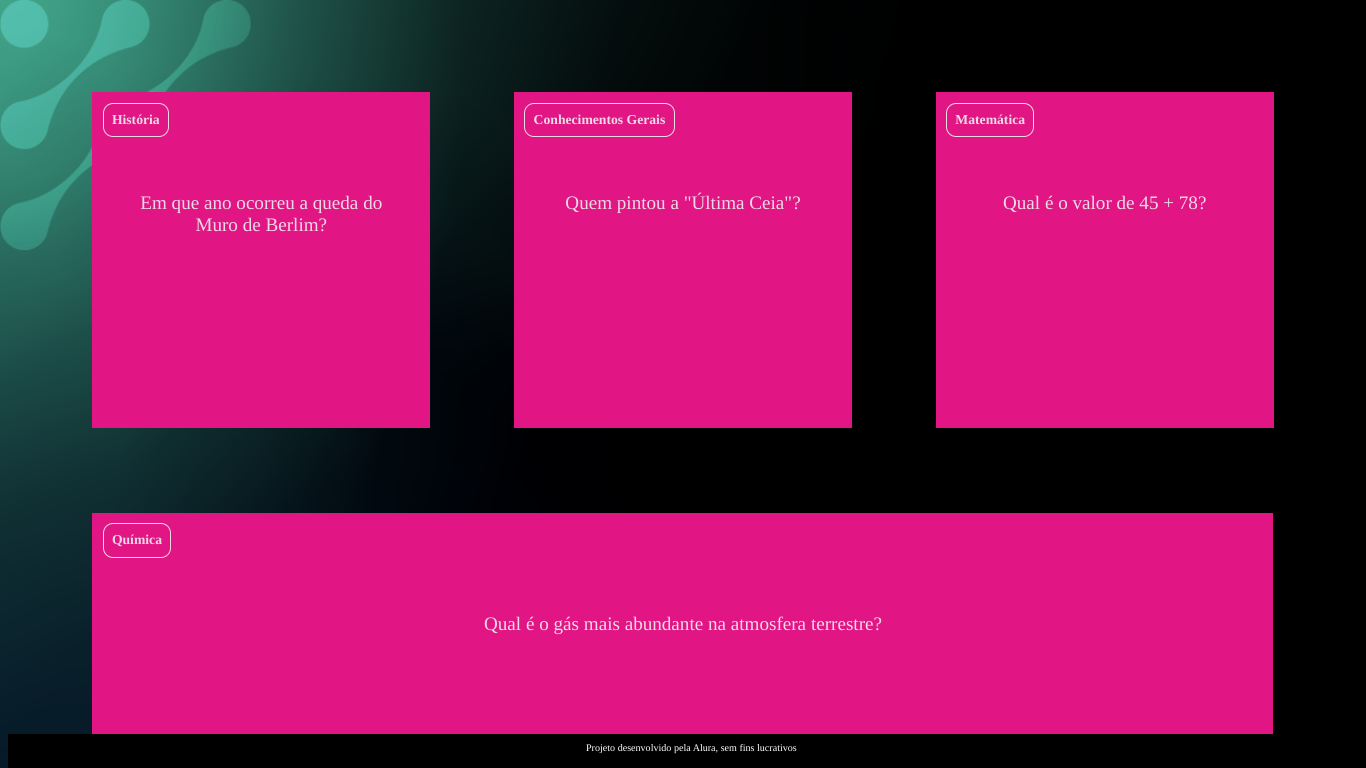 História
Em que ano ocorreu a queda do
Muro de Berlim?
Conhecimentos Gerais
Quem pintou a "Última Ceia"?
Matemática
Qual é o valor de 45 + 78?
Química
Qual é o gás mais abundante na atmosfera terrestre?
Projeto desenvolvido pela Alura, sem fins lucrativos